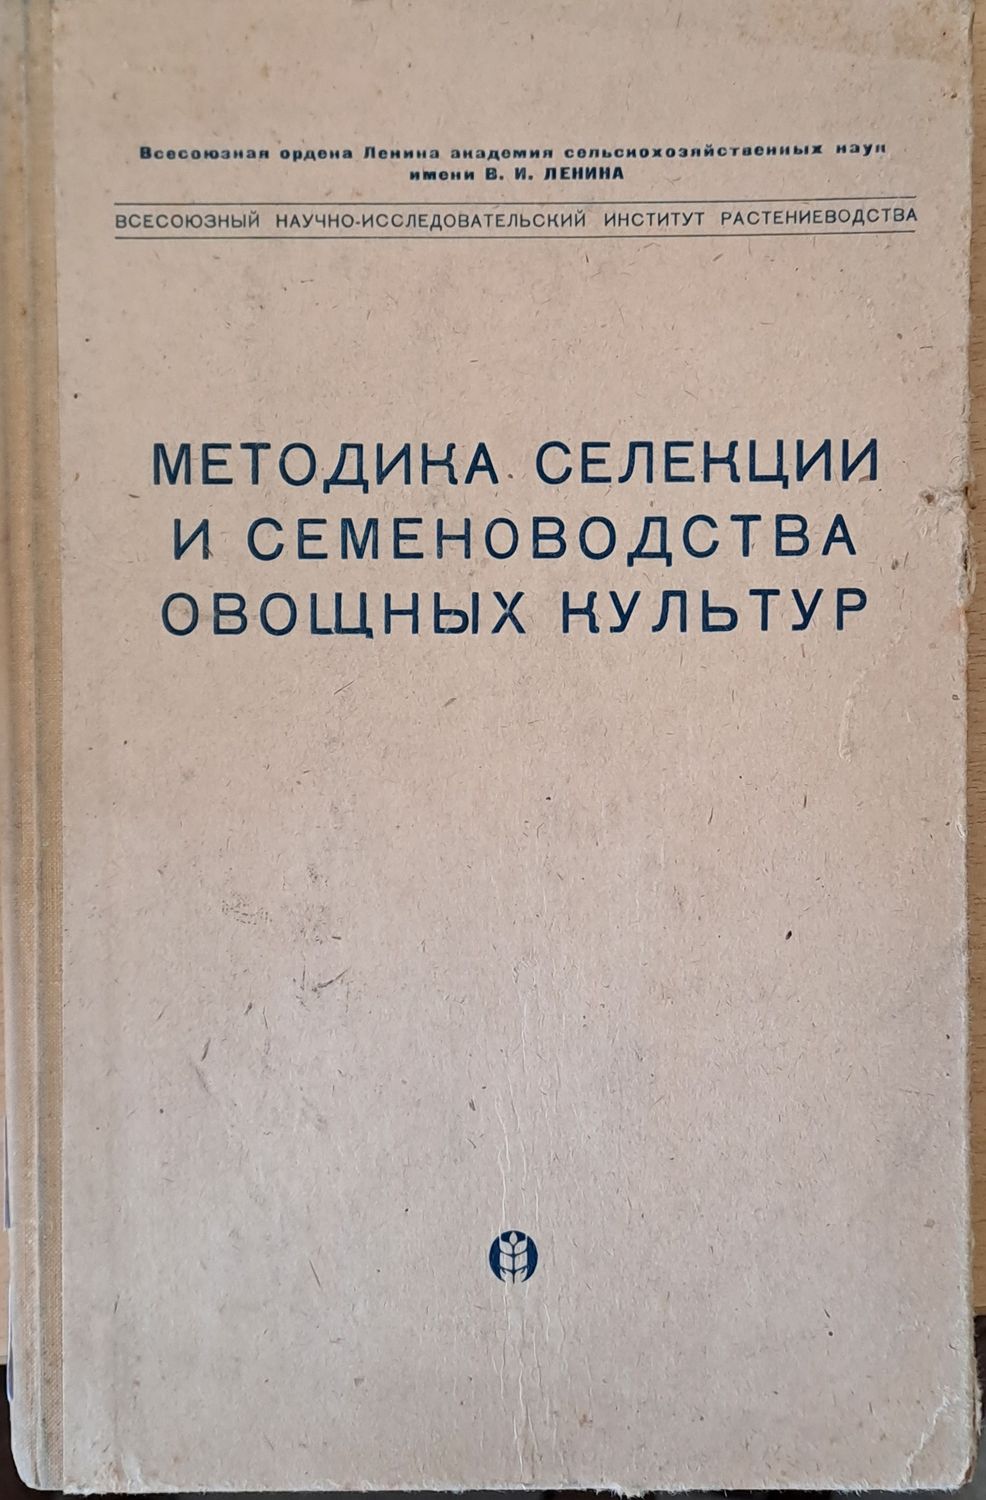 Всесоюзная ордена Ленина академия сельскохозяйственных наук
имени В. И. ЛЕНИНА
ВСЕСОЮЗНЫЙ НАУЧНО-ИССЛЕДОВАТЕЛЬСКИЙ ИНСТИТУТ РАСТЕНИЕВОДСТВА
МЕТОДИКА СЕЛЕКЦИИ
И СЕМЕНОВОДСТВА
ОВОЩНЫХ КУЛЬТУР